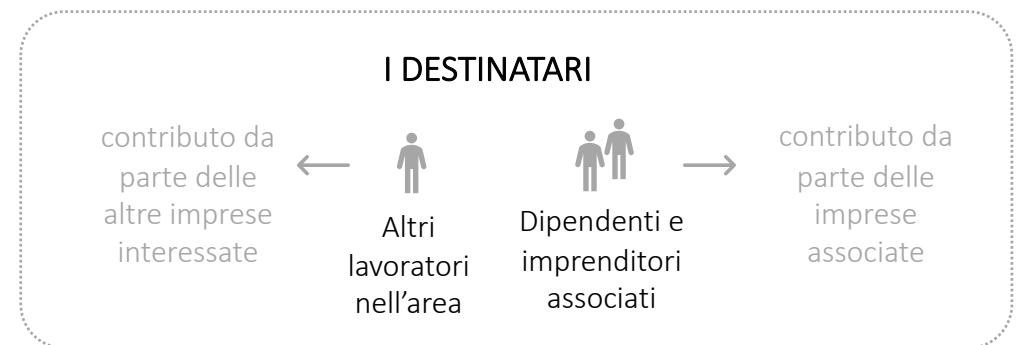 I DESTINATARI
contributo da
parte delle
altre imprese
interessate
Altri
lavoratori
nell’area
Dipendenti e
imprenditori
associati
contributo da
parte delle
imprese
associate